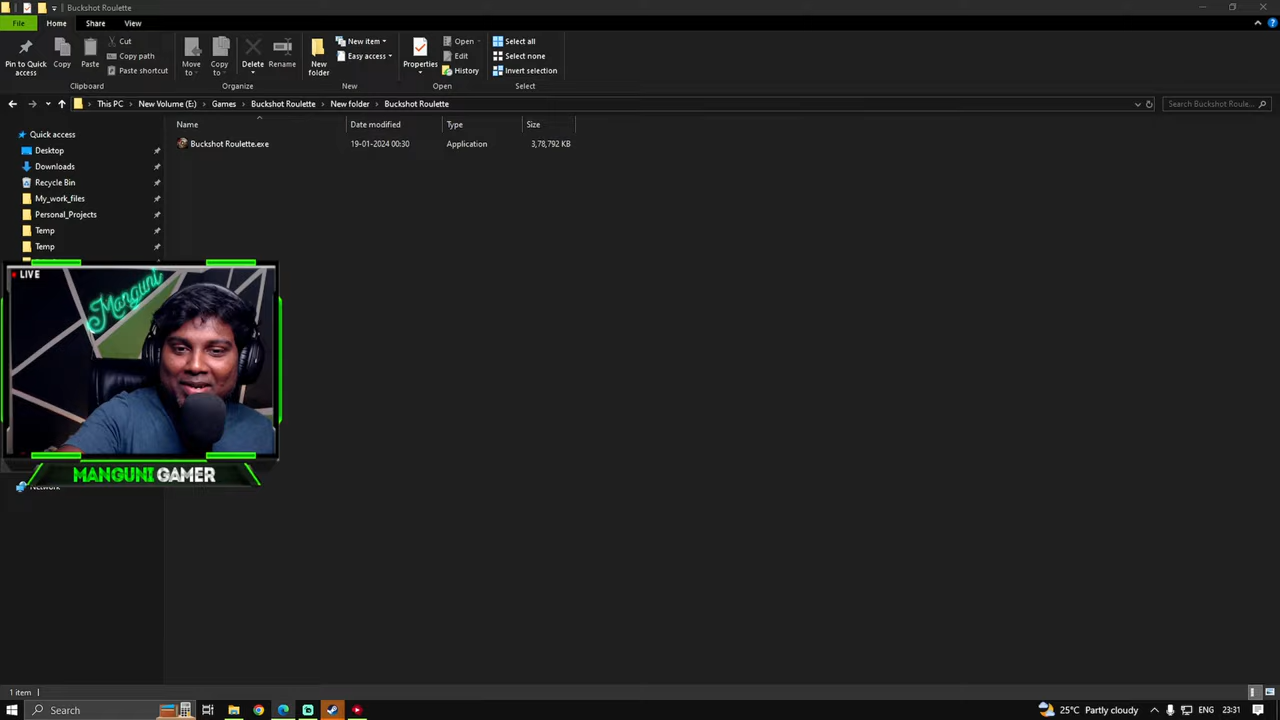 Buckshot Roulette
File
Home
Share
View
Pin to Quick access
Copy
Paste
Cut
Copy path
Paste shortcut
Clipboard
Move to
Copy to
Delete
Rename
Organize
New folder
New item
Easy access
New
Properties
Open
Edit
History
Open
Select all
Select none
Invert selection
Select
This PC > New Volume (E:) > Games > Buckshot Roulette > New folder > Buckshot Roulette
Search Buckshot Roule...
Name
Date modified
Type
Size
Buckshot Roulette.exe
19-01-2024 00:30
Application
3,78,792 KB
Quick access
Desktop
Downloads
Recycle Bin
My_work_files
Personal_Projects
Temp
Temp
LIVE
Manguni
MANGUNI GAMER
Network
1 item
Search
25°C Partly cloudy
ENG
23:31